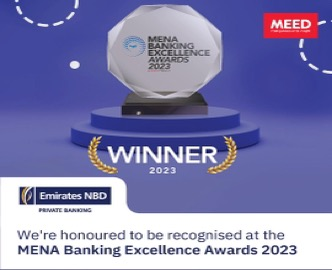 MEED
MENA
BANKING
EXCELLENCE
AWARDS
2023
WINNER
2023
Emirates NBD
PRIVATE BANKING
We're honoured to be recognised at the
MENA Banking Excellence Awards 2023